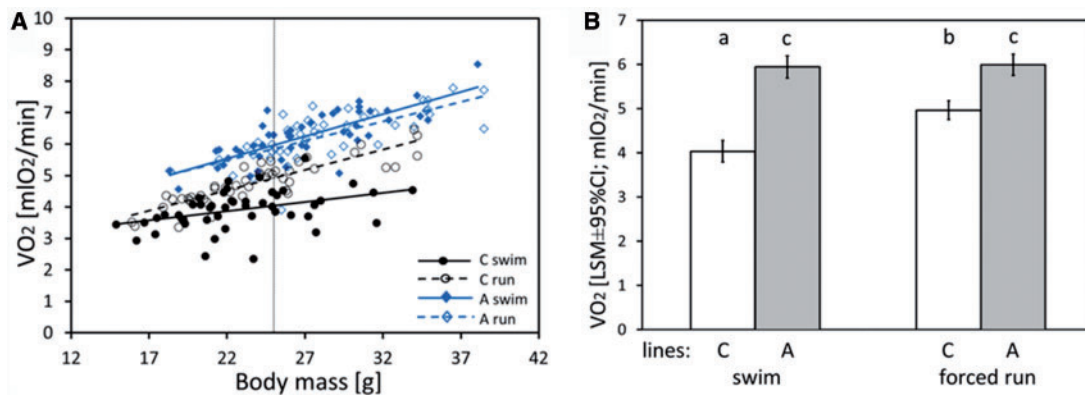 A
VO2 [mlO2/min]
10
9
8
7
6
5
4
3
2
1
0
12 17 22 27 32 37 42
Body mass [g]
C swim
C run
A swim
A run
B
VO2 [LSM±95%CI; mlO2/min]
7
6
5
4
3
2
1
0
a c b c
lines: C A C A
swim forced run